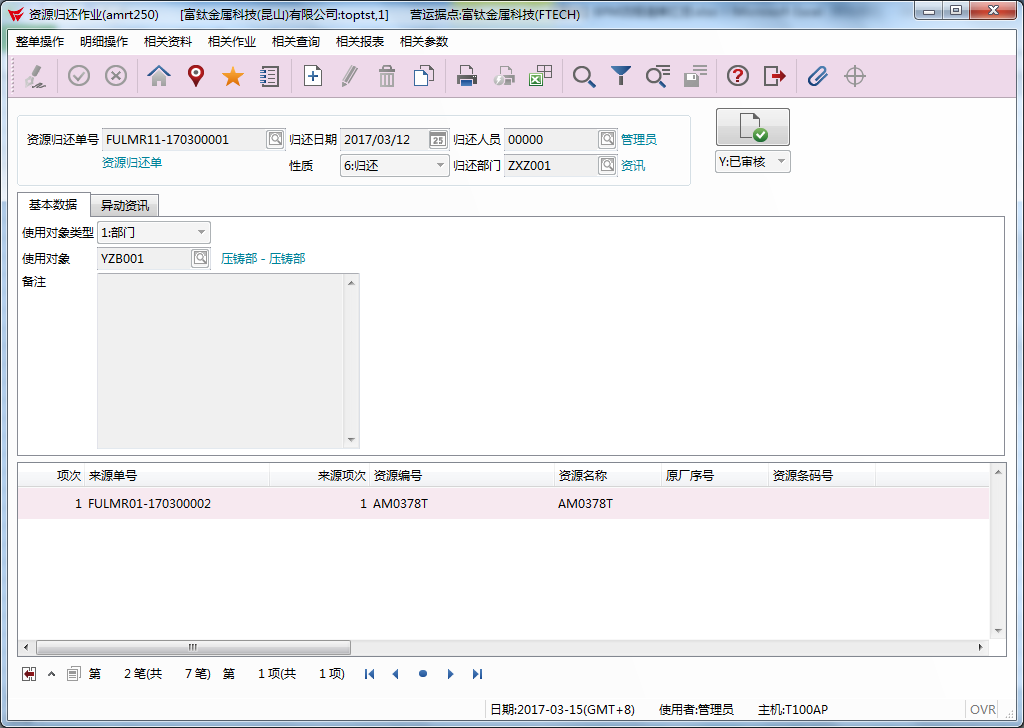 资源归还作业(amrt250) [富鈦金属科技(昆山)有限公司:toptst,1] 营运据点:富鈦金属科技(FTECH)
整单操作 明细操作 相关资料 相关作业 相关查询 相关报表 相关参数
资源归还单号 FULMR11-170300001 归还日期 2017/03/12 25 归还人员 00000 管理员
资源归还单 性质 6:归还 归还部门 ZXZ001 资讯
Y:已审核
基本数据 异动资讯
使用对象类型 1:部门
使用对象 YZB001 压铸部 - 压铸部
备注
项次 来源单号 来源项次 资源编号 资源名称 原厂序号 资源条码号
1 FULMR01-170300002 1 AM0378T AM0378T
第 2 笔(共 7 笔) 第 1 项(共 1 项)
日期:2017-03-15(GMT+8) 使用者:管理员 主机:T100AP OVR